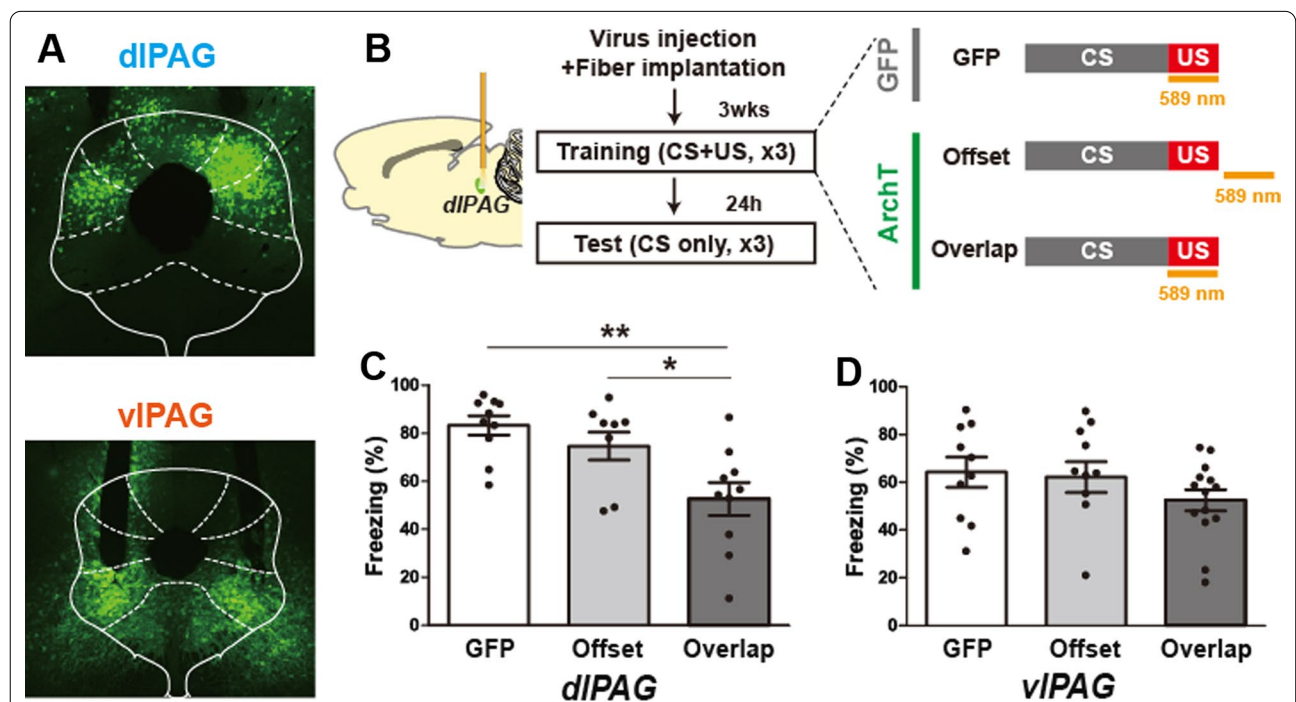 A
dlPAG
vlPAG
B
Virus injection
+Fiber implantation
3wks
Training (CS+US, x3)
24h
Test (CS only, x3)
dlPAG
GFP
GFP
CS
US
589 nm
ArchT
Offset
CS
US
589 nm
Overlap
CS
US
589 nm
C
**
*
Freezing (%)
100
80
60
40
20
0
GFP
Offset
Overlap
dlPAG
D
Freezing (%)
100
80
60
40
20
0
GFP
Offset
Overlap
vlPAG